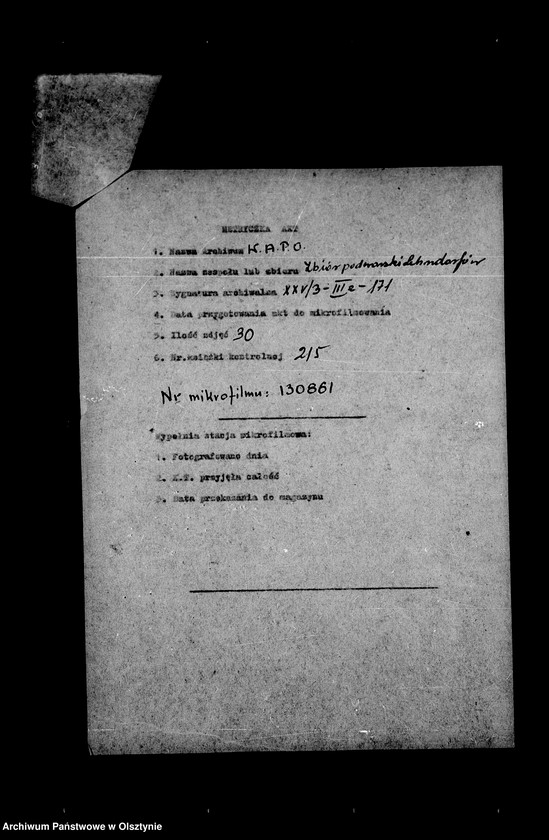 METRYCZKA AKT
1. Nazwa Archiwum W.A.P.O.
2. Nazwa zespołu lub zbioru Zbiór podworski Lehndorfów
3. Sygnatura archiwalna XXV/3-III e-171
4. Data przygotowania akt do mikrofilmowania
5. Ilość zdjęć 30
6. Nr.książki kontrolnej 215
Nr mikrofilmu: 130861
Wypełnia stacja mikrofilmowa:
1. Fotografowano dnia
2. K.T. przyjęła całość
3. Data przekazania do magazynu
Archiwum Państwowe w Olsztynie